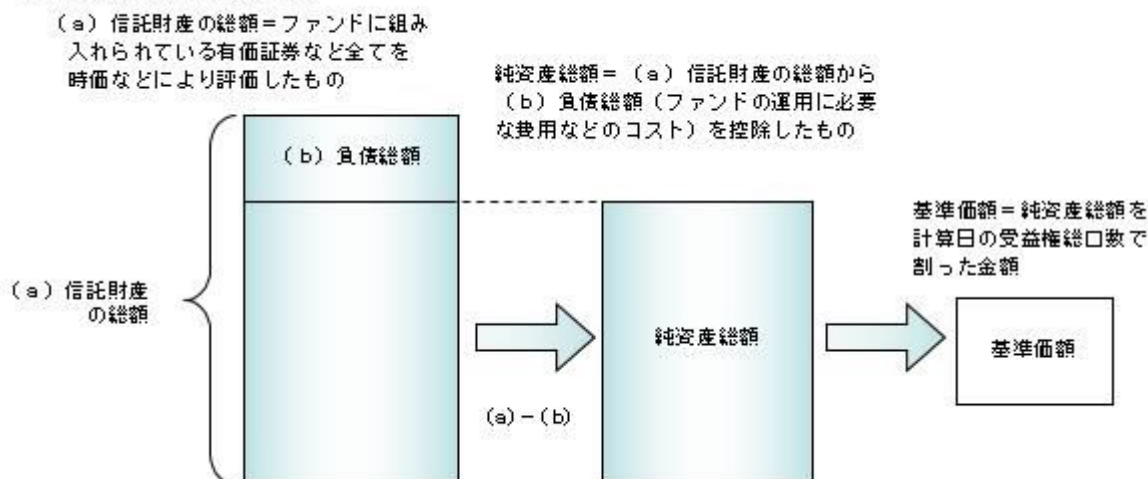 (a)信託財産の総額=ファンドに組み
入れられている有価証券など全てを
時価などにより評価したもの
純資産総額=(a)信託財産の総額から
(b)負債総額(ファンドの運用に必要
な費用などのコスト)を控除したもの
(b)負債総額
基準価額=純資産総額を
計算日の受益権総口数で
割った金額
(a)信託財産
の総額
純資産総額
基準価額
(a)-(b)